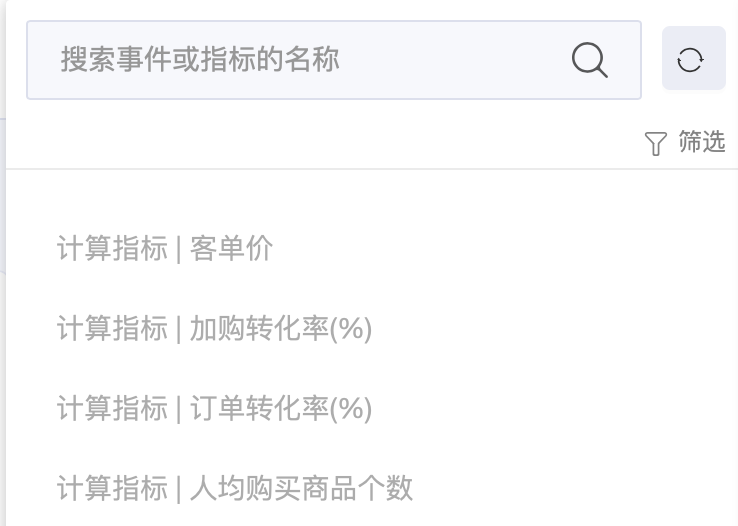 搜索事件或指标的名称
筛选
计算指标 | 客单价
计算指标 | 加购转化率(%)
计算指标 | 订单转化率(%)
计算指标 | 人均购买商品个数